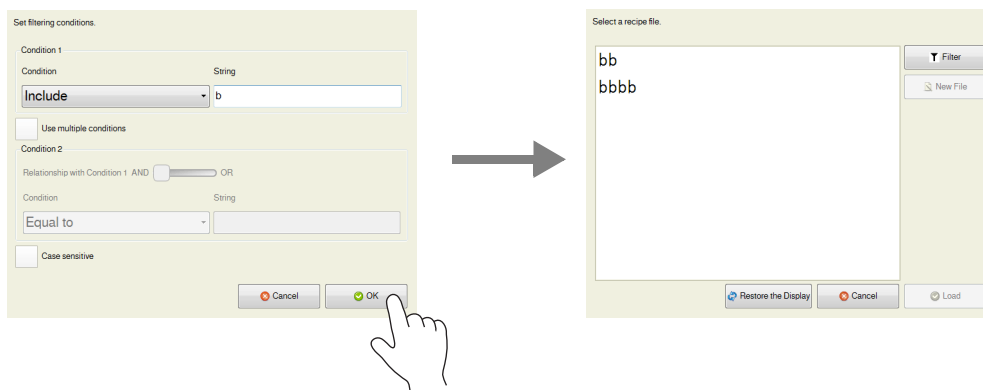 Set filtering conditions.
Condition 1
Condition String
Include b
Use multiple conditions
Condition 2
Relationship with Condition 1 AND OR
Condition String
Equal to
Case sensitive
Cancel OK
Select a recipe file.
bb
bbbb
Filter
New File
Restore the Display Cancel Load